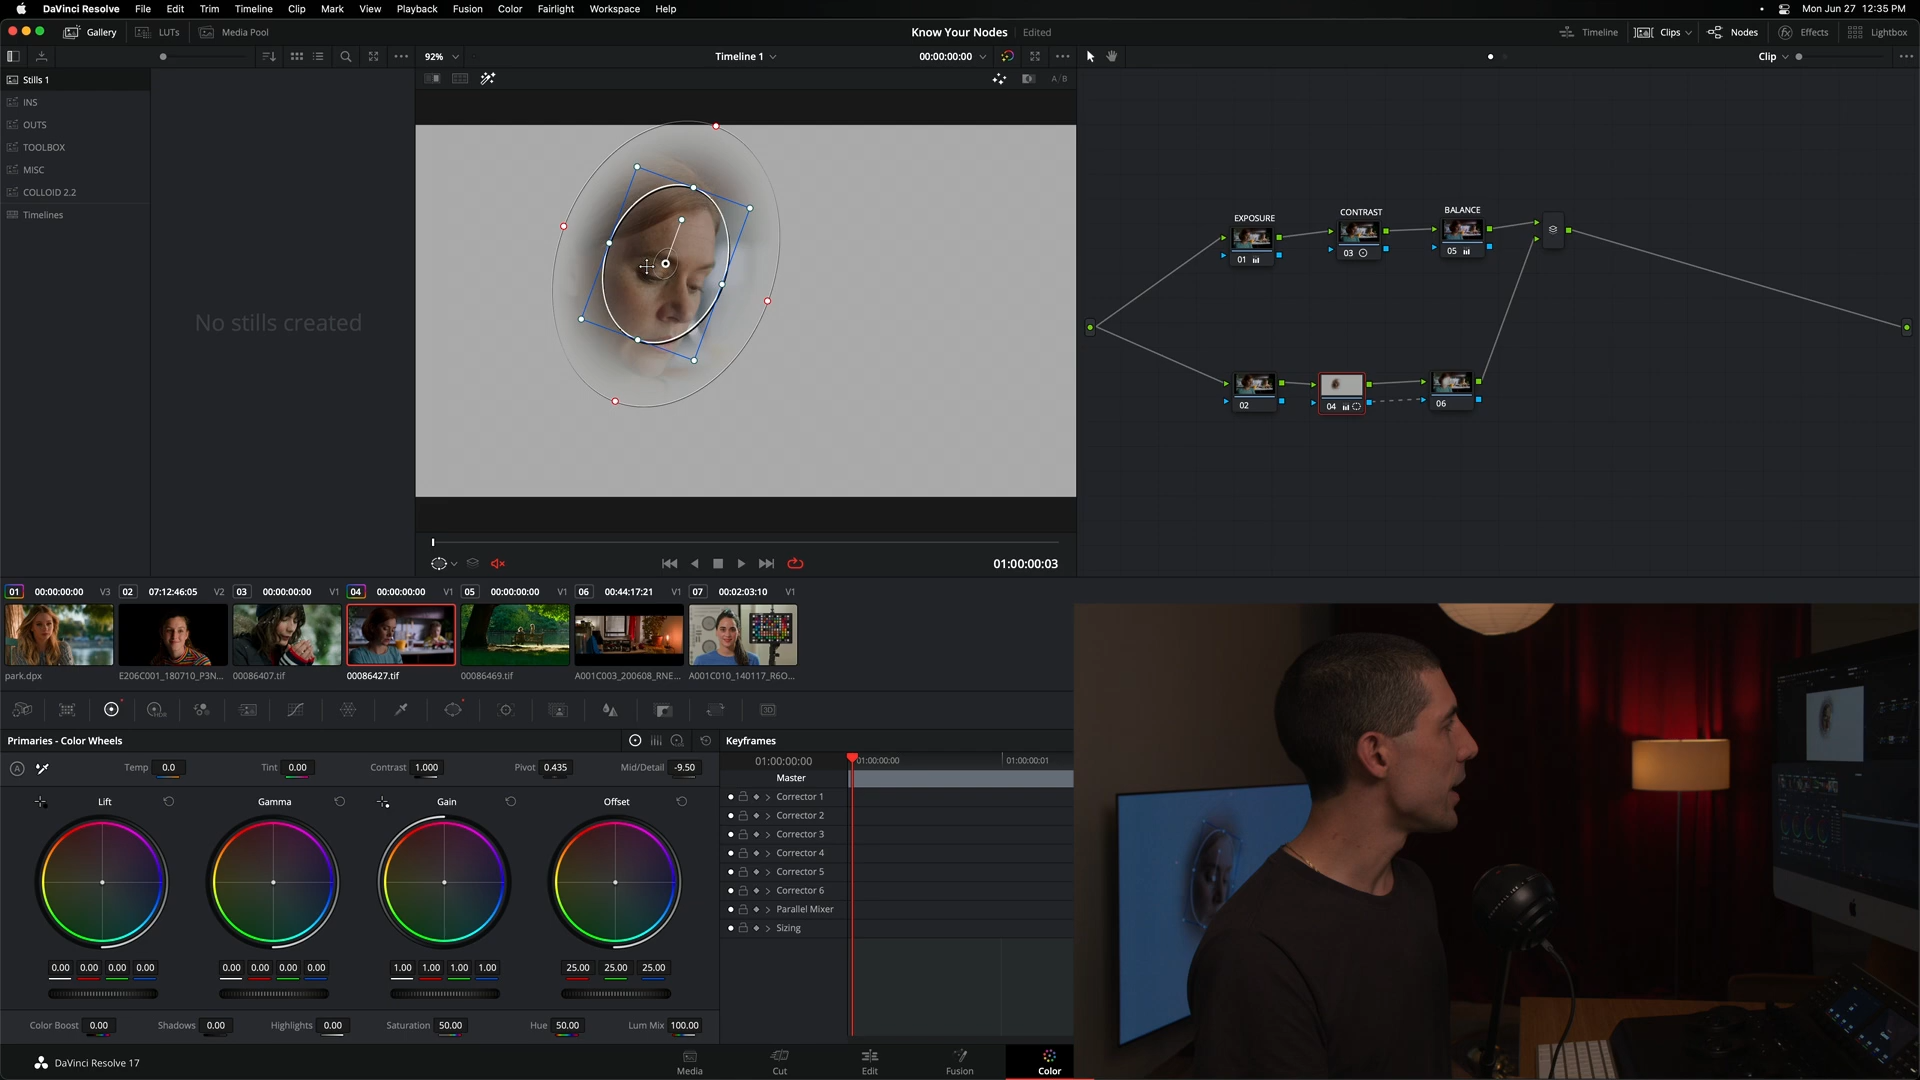 DaVinci Resolve File Edit Trim Timeline Clip Mark View Playback Fusion Color Fairlight Workspace Help Mon Jun 27 12:35 PM
Gallery LUTs Media Pool Know Your Nodes Edited Timeline Clips Nodes Effects Lightbox
92% Timeline 1 00:00:00:00 Clip
A/B
Stills 1
INS
OUTS
TOOLBOX
MISC
COLLOID 2.2
Timelines
No stills created
EXPOSURE CONTRAST BALANCE
01 03 05
02 04 06
01:00:00:03
01 00:00:00:00 V3 02 07:12:46:05 V2 03 00:00:00:00 V1 04 00:00:00:00 V1 05 00:00:00:00 V1 06 00:44:17:21 V1 07 00:02:03:10 V1
park.dpx E206C001_180710_P3N... 00086407.tif 00086427.tif 00086469.tif A001C003_200608_RNE... A001C010_140117_R6O...
HDR 3D
Primaries - Color Wheels
A Temp 0.0 Tint 0.00 Contrast 1.000 Pivot 0.435 Mid/Detail -9.50
Lift Gamma Gain Offset
0.00 0.00 0.00 0.00 0.00 0.00 0.00 0.00 1.00 1.00 1.00 1.00 25.00 25.00 25.00
Color Boost 0.00 Shadows 0.00 Highlights 0.00 Saturation 50.00 Hue 50.00 Lum Mix 100.00
Keyframes
01:00:00:00 01:00:00:00 01:00:00:01
Master
Corrector 1
Corrector 2
Corrector 3
Corrector 4
Corrector 5
Corrector 6
Parallel Mixer
Sizing
DaVinci Resolve 17 Media Cut Edit Fusion Color